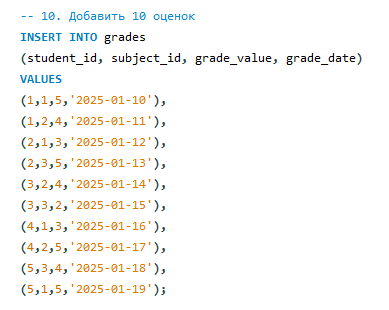 -- 10. Добавить 10 оценок
INSERT INTO grades
(student_id, subject_id, grade_value, grade_date)
VALUES
(1,1,5,'2025-01-10'),
(1,2,4,'2025-01-11'),
(2,1,3,'2025-01-12'),
(2,3,5,'2025-01-13'),
(3,2,4,'2025-01-14'),
(3,3,2,'2025-01-15'),
(4,1,3,'2025-01-16'),
(4,2,5,'2025-01-17'),
(5,3,4,'2025-01-18'),
(5,1,5,'2025-01-19');